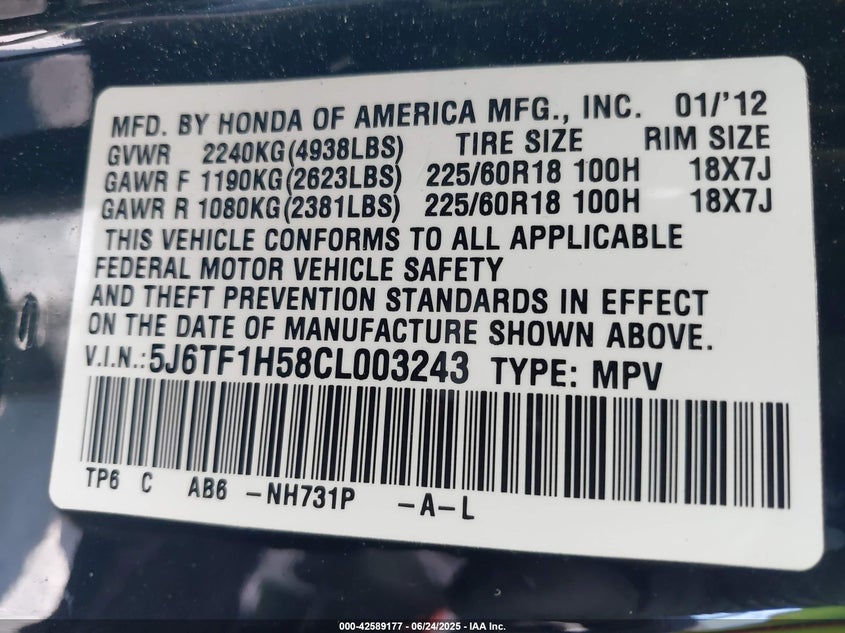 MFD. BY HONDA OF AMERICA MFG., INC. 01/'12
GVWR 2240KG(4938LBS) TIRE SIZE RIM SIZE
GAWR F 1190KG(2623LBS) 225/60R18 100H 18X7J
GAWR R 1080KG(2381LBS) 225/60R18 100H 18X7J
THIS VEHICLE CONFORMS TO ALL APPLICABLE
FEDERAL MOTOR VEHICLE SAFETY
AND THEFT PREVENTION STANDARDS IN EFFECT
ON THE DATE OF MANUFACTURE SHOWN ABOVE.
V.I.N.:5J6TF1H58CL003243 TYPE: MPV
TP6 C AB6 -NH731P -A-L
000-42589177 - 06/24/2025 - IAA Inc.